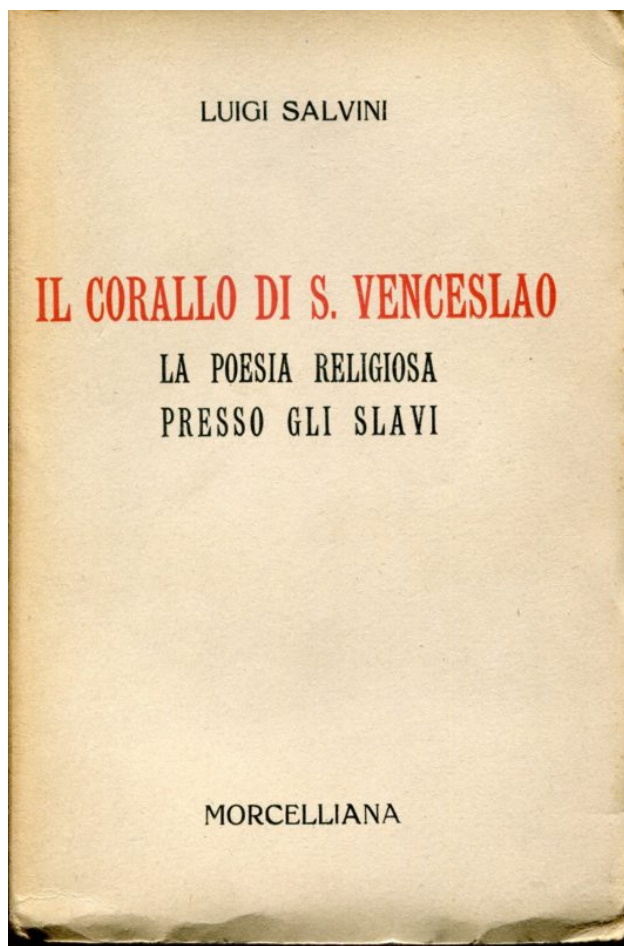 LUIGI SALVINI
IL CORALLO DI S. VENCESLAO
LA POESIA RELIGIOSA
PRESSO GLI SLAVI
MORCELLIANA